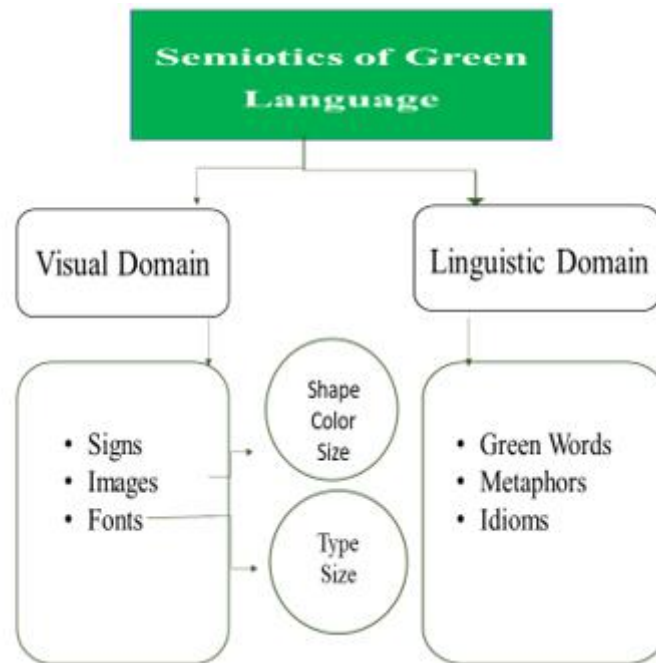 Semiotics of Green
Language
Visual Domain
Linguistic Domain
• Signs
• Images
• Fonts
Shape
Color
Size
Type
Size
• Green Words
• Metaphors
• Idioms